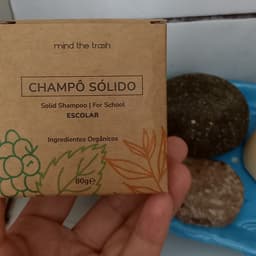 mind the trash
CHAMPÔ SÓLIDO
Solid Shampoo | For School
ESCOLAR
Ingredientes Orgânicos
80g e